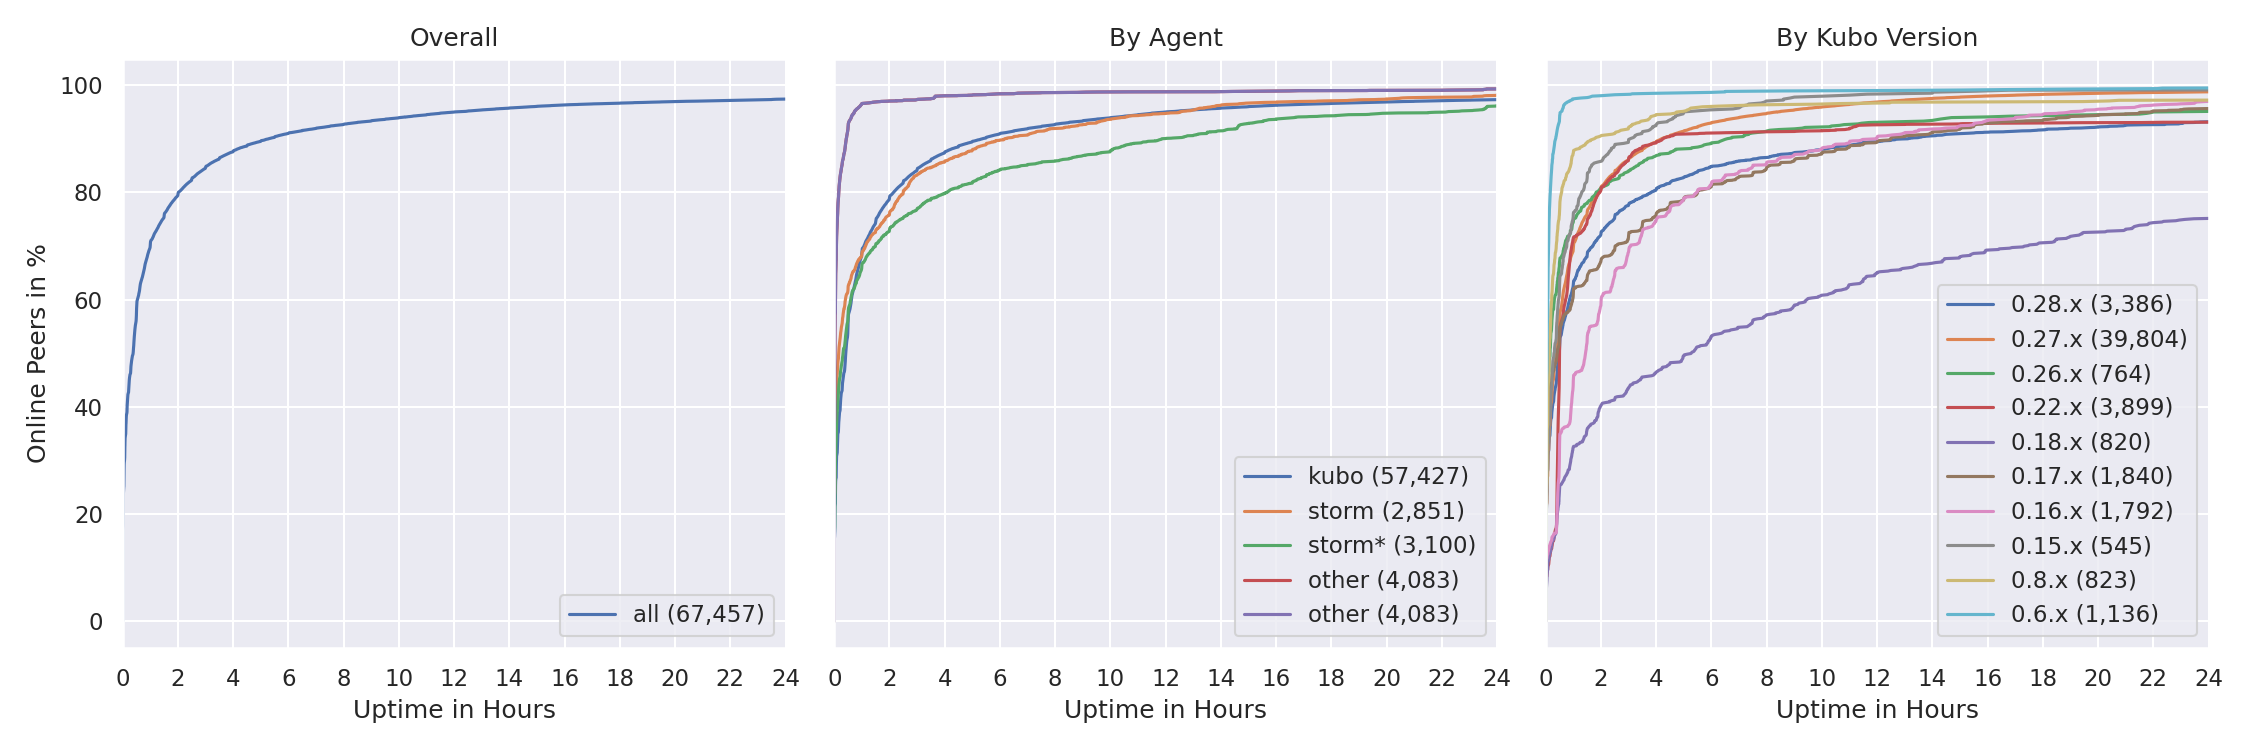 Overall
By Agent
By Kubo Version
Online Peers in %
100
80
60
40
20
0
all (67,457)
kubo (57,427)
storm (2,851)
storm* (3,100)
other (4,083)
other (4,083)
0.28.x (3,386)
0.27.x (39,804)
0.26.x (764)
0.22.x (3,899)
0.18.x (820)
0.17.x (1,840)
0.16.x (1,792)
0.15.x (545)
0.8.x (823)
0.6.x (1,136)
0 2 4 6 8 10 12 14 16 18 20 22 24
0 2 4 6 8 10 12 14 16 18 20 22 24
0 2 4 6 8 10 12 14 16 18 20 22 24
Uptime in Hours
Uptime in Hours
Uptime in Hours